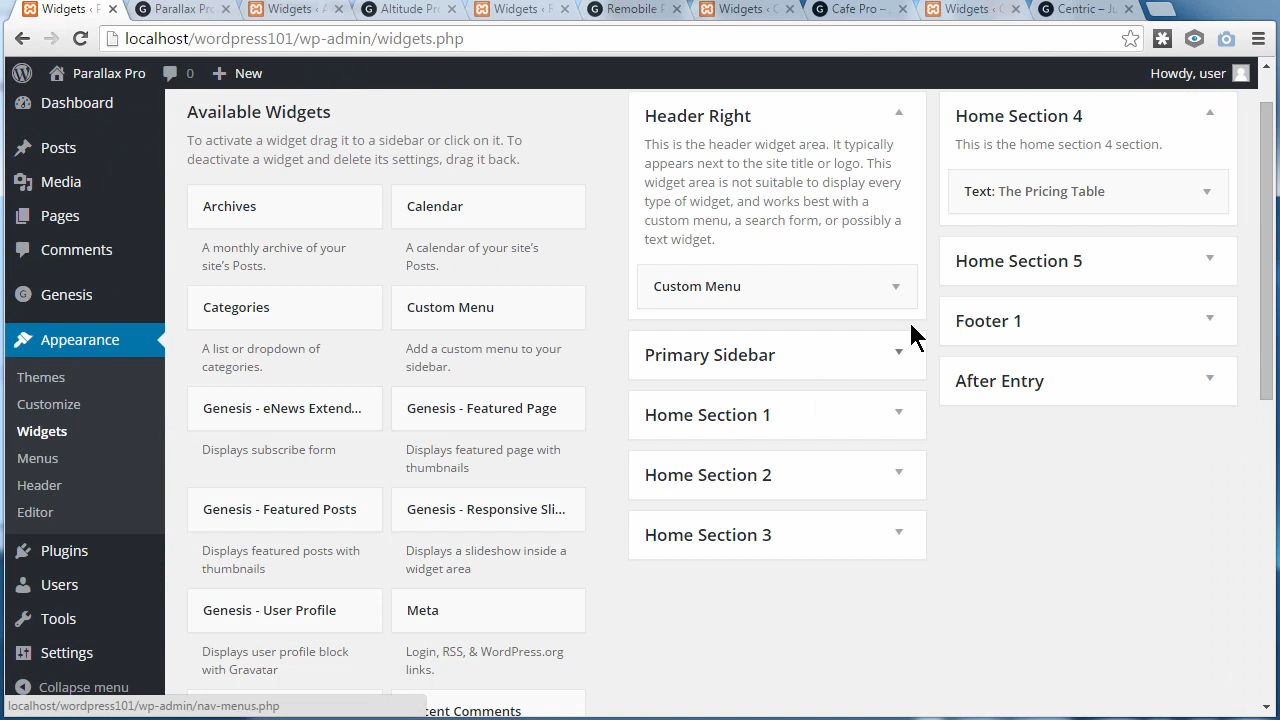 Widgets ‹ P
Parallax Pro
Widgets ‹ A
Altitude Pro
Widgets ‹ R
Remobile P
Widgets ‹ C
Cafe Pro –
Widgets ‹ C
Centric – Ju
localhost/wordpress101/wp-admin/widgets.php
Parallax Pro
0
New
Howdy, user
Dashboard
Posts
Media
Pages
Comments
Genesis
Appearance
Themes
Customize
Widgets
Menus
Header
Editor
Plugins
Users
Tools
Settings
Collapse menu
Available Widgets
To activate a widget drag it to a sidebar or click on it. To
deactivate a widget and delete its settings, drag it back.
Archives
A monthly archive of your
site's Posts.
Calendar
A calendar of your site's
Posts.
Categories
A list or dropdown of
categories.
Custom Menu
Add a custom menu to your
sidebar.
Genesis - eNews Extend...
Displays subscribe form
Genesis - Featured Page
Displays featured page with
thumbnails
Genesis - Featured Posts
Displays featured posts with
thumbnails
Genesis - Responsive Sli...
Displays a slideshow inside a
widget area
Genesis - User Profile
Displays user profile block
with Gravatar
Meta
Login, RSS, & WordPress.org
links.
cent Comments
Header Right
This is the header widget area. It typically
appears next to the site title or logo. This
widget area is not suitable to display every
type of widget, and works best with a
custom menu, a search form, or possibly a
text widget.
Custom Menu
Primary Sidebar
Home Section 1
Home Section 2
Home Section 3
Home Section 4
This is the home section 4 section.
Text: The Pricing Table
Home Section 5
Footer 1
After Entry
localhost/wordpress101/wp-admin/nav-menus.php